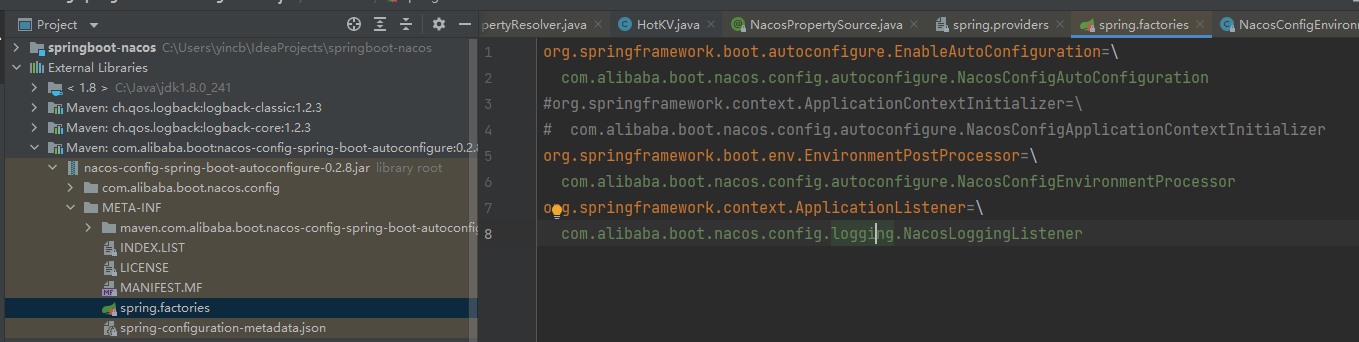 Project
springboot-nacos C:\Users\yincb\IdeaProjects\springboot-nacos
External Libraries
< 1.8 > C:\Java\jdk1.8.0_241
Maven: ch.qos.logback:logback-classic:1.2.3
Maven: ch.qos.logback:logback-core:1.2.3
Maven: com.alibaba.boot:nacos-config-spring-boot-autoconfigure:0.2.8
nacos-config-spring-boot-autoconfigure-0.2.8.jar library root
com.alibaba.boot.nacos.config
META-INF
maven.com.alibaba.boot.nacos-config-spring-boot-autoconfig
INDEX.LIST
LICENSE
MANIFEST.MF
spring.factories
spring-configuration-metadata.json
pertyResolver.java HotKV.java NacosPropertySource.java spring.providers spring.factories NacosConfigEnvironm
1 org.springframework.boot.autoconfigure.EnableAutoConfiguration=\
2 com.alibaba.boot.nacos.config.autoconfigure.NacosConfigAutoConfiguration
3 #org.springframework.context.ApplicationContextInitializer=\
4 # com.alibaba.boot.nacos.config.autoconfigure.NacosConfigApplicationContextInitializer
5 org.springframework.boot.env.EnvironmentPostProcessor=\
6 com.alibaba.boot.nacos.config.autoconfigure.NacosConfigEnvironmentProcessor
7 org.springframework.context.ApplicationListener=\
8 com.alibaba.boot.nacos.config.logging.NacosLoggingListener